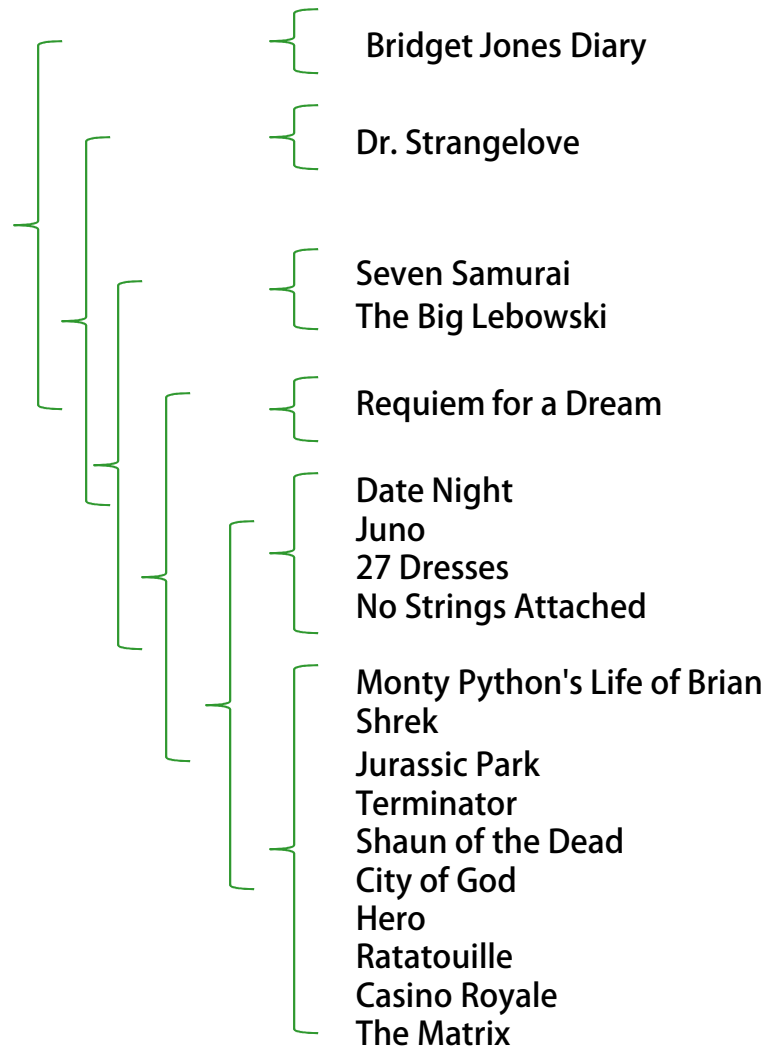 Bridget Jones Diary
Dr. Strangelove
Seven Samurai
The Big Lebowski
Requiem for a Dream
Date Night
Juno
27 Dresses
No Strings Attached
Monty Python's Life of Brian
Shrek
Jurassic Park
Terminator
Shaun of the Dead
City of God
Hero
Ratatouille
Casino Royale
The Matrix